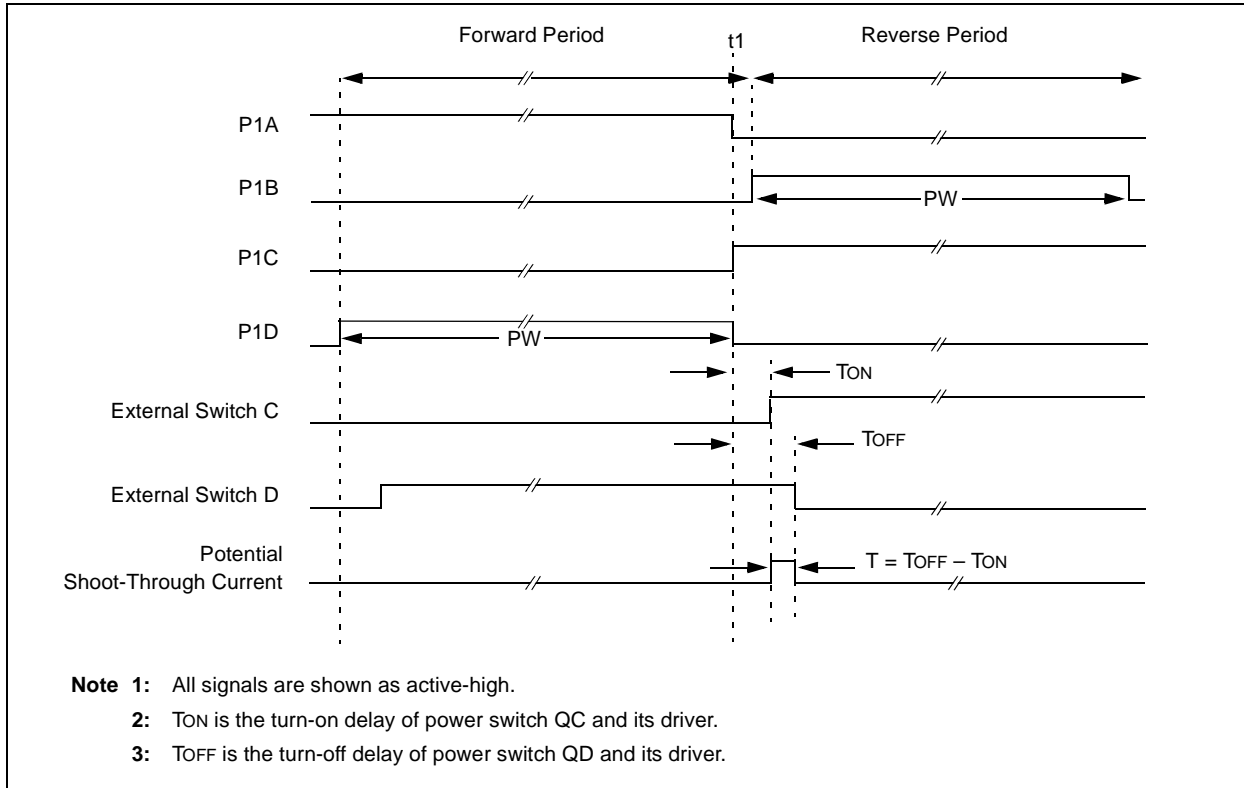 Forward Period
t1
Reverse Period
P1A
P1B
PW
P1C
P1D
PW
TON
External Switch C
TOFF
External Switch D
Potential
Shoot-Through Current
T = TOFF – TON
Note 1: All signals are shown as active-high.
2: TON is the turn-on delay of power switch QC and its driver.
3: TOFF is the turn-off delay of power switch QD and its driver.